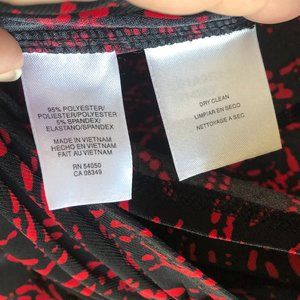 95% POLYESTER/
POLIÉSTER/POLYESTER
5% SPANDEX/
ELASTANO/SPANDEX
MADE IN VIETNAM
HECHO EN VIETNAM
FAIT AU VIETNAM
RN 54050
CA 08349
DRY CLEAN
LIMPIAR EN SECO
NETTOYAGE A SEC